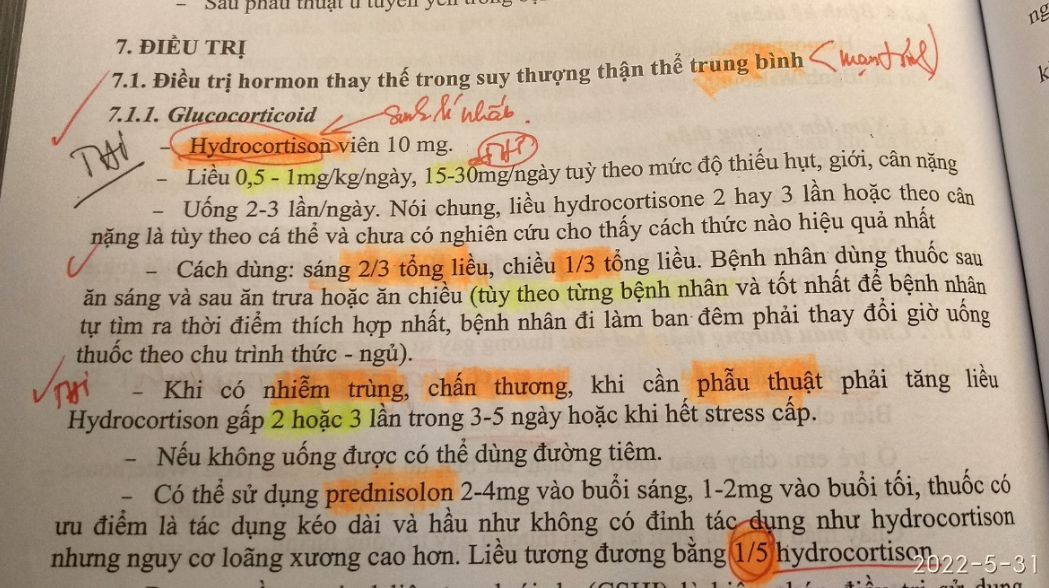 - Sau phẫu thuật u tuyến yên
7. ĐIỀU TRỊ
7.1. Điều trị hormon thay thế trong suy thượng thận thể trung bình (mạn tính)
7.1.1. Glucocorticoid Sinh lí nhất.
THI - Hydrocortison viên 10 mg.
- Liều 0,5 - 1mg/kg/ngày, 15-30mg/ngày tuỳ theo mức độ thiếu hụt, giới, cân nặng
- Uống 2-3 lần/ngày. Nói chung, liều hydrocortisone 2 hay 3 lần hoặc theo cân
nặng là tùy theo cá thể và chưa có nghiên cứu cho thấy cách thức nào hiệu quả nhất
- Cách dùng: sáng 2/3 tổng liều, chiều 1/3 tổng liều. Bệnh nhân dùng thuốc sau
ăn sáng và sau ăn trưa hoặc ăn chiều (tùy theo từng bệnh nhân và tốt nhất để bệnh nhân
tự tìm ra thời điểm thích hợp nhất, bệnh nhân đi làm ban đêm phải thay đổi giờ uống
thuốc theo chu trình thức - ngủ).
THI - Khi có nhiễm trùng, chấn thương, khi cần phẫu thuật phải tăng liều
Hydrocortison gấp 2 hoặc 3 lần trong 3-5 ngày hoặc khi hết stress cấp.
- Nếu không uống được có thể dùng đường tiêm.
- Có thể sử dụng prednisolon 2-4mg vào buổi sáng, 1-2mg vào buổi tối, thuốc có
ưu điểm là tác dụng kéo dài và hầu như không có đỉnh tác dụng như hydrocortison
nhưng nguy cơ loãng xương cao hơn. Liều tương đương bằng 1/5 hydrocortison
2022-5-31